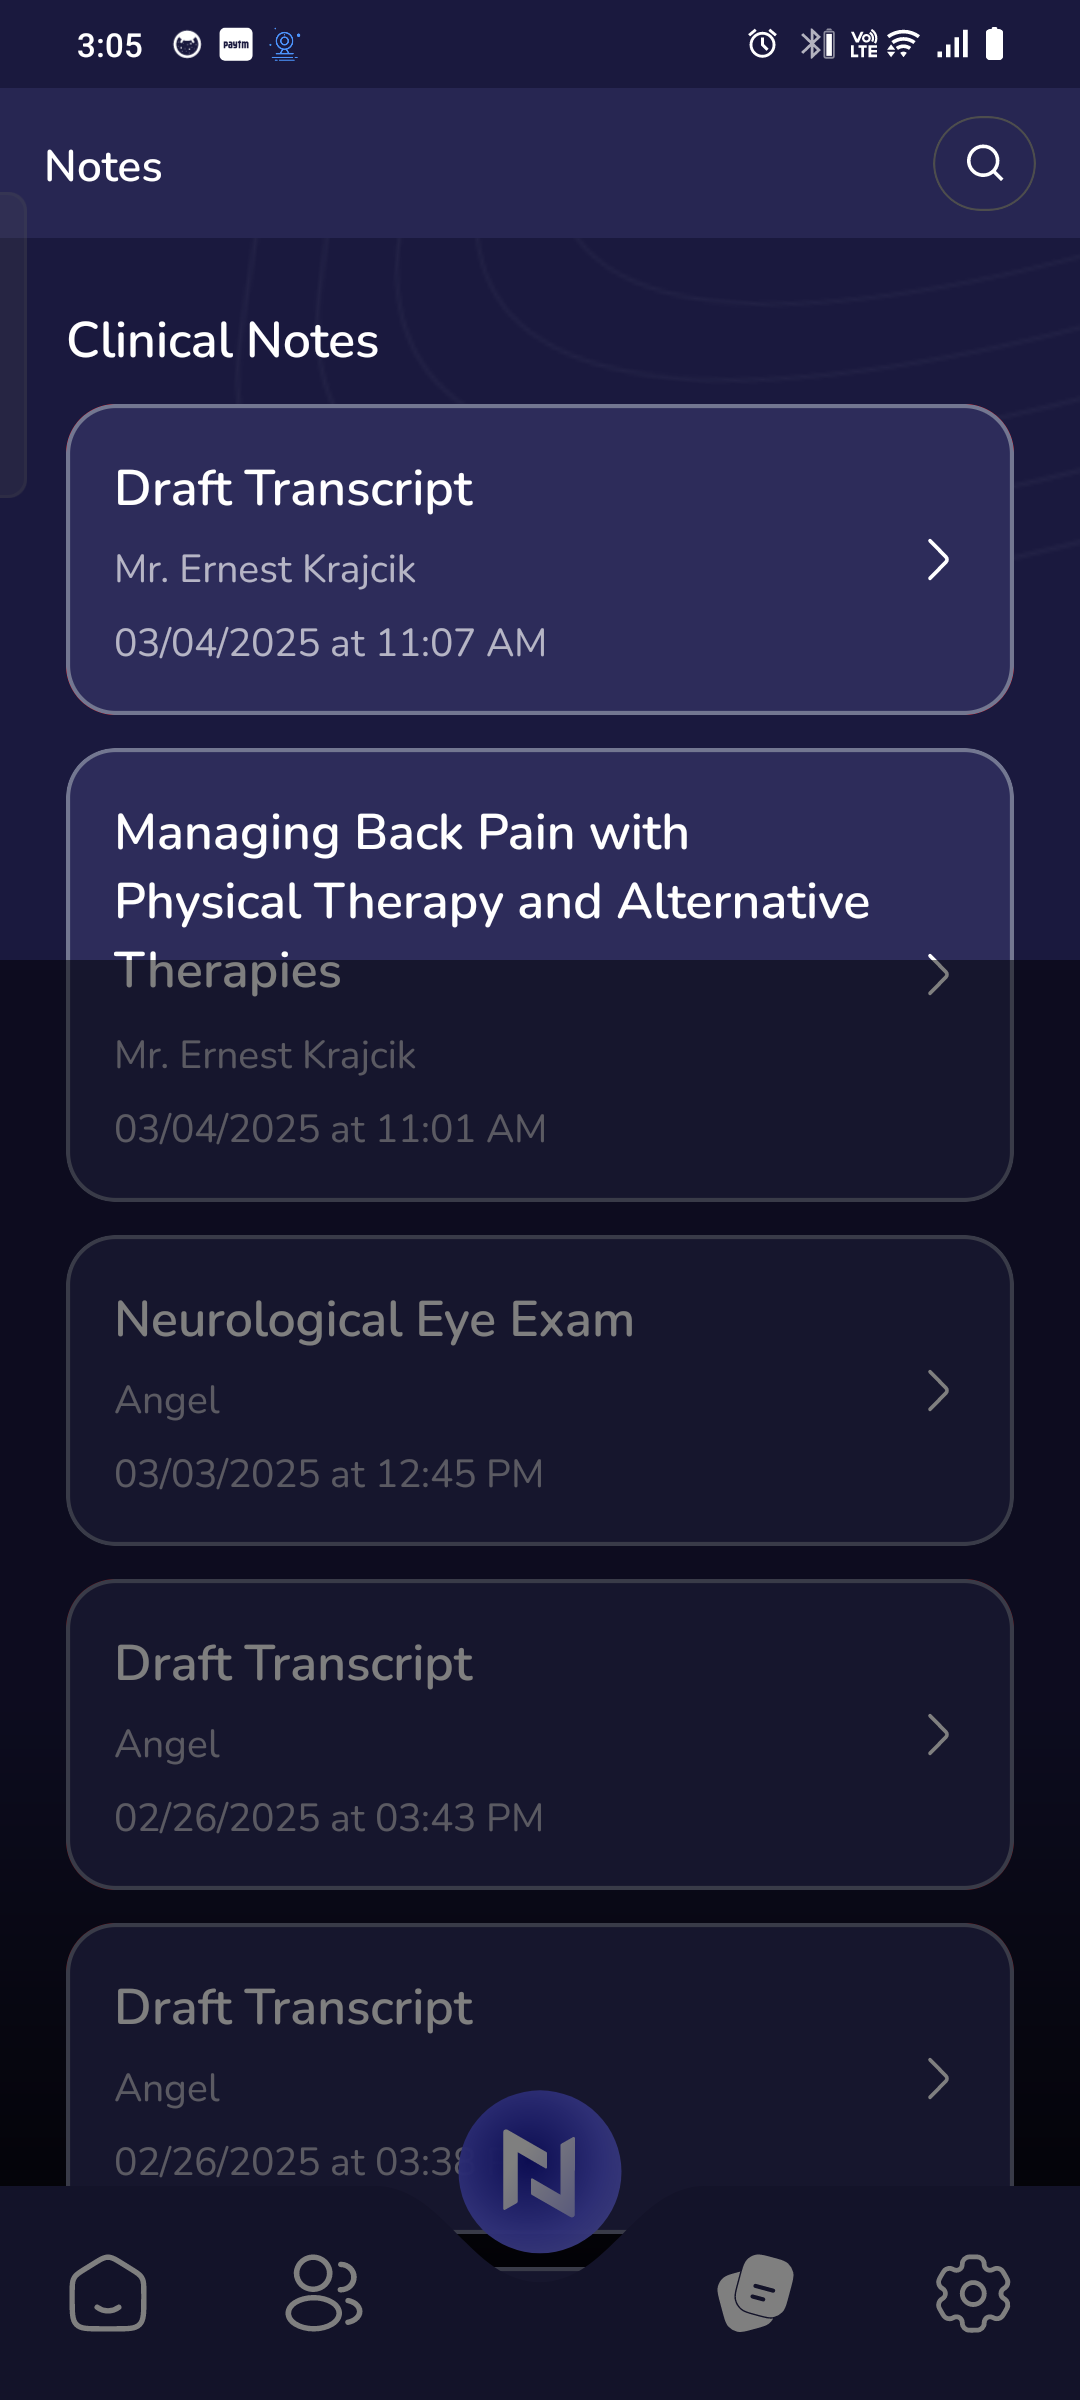 3:05
paytm
Vo)) LTE
Notes
Clinical Notes
Draft Transcript
Mr. Ernest Krajcik
03/04/2025 at 11:07 AM
Managing Back Pain with
Physical Therapy and Alternative
Therapies
Mr. Ernest Krajcik
03/04/2025 at 11:01 AM
Neurological Eye Exam
Angel
03/03/2025 at 12:45 PM
Draft Transcript
Angel
02/26/2025 at 03:43 PM
Draft Transcript
Angel
02/26/2025 at